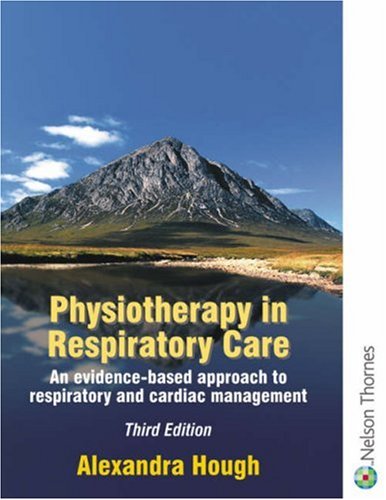 Physiotherapy in
Respiratory Care
An evidence-based approach to
respiratory and cardiac management
Third Edition
Alexandra Hough
Nelson Thornes